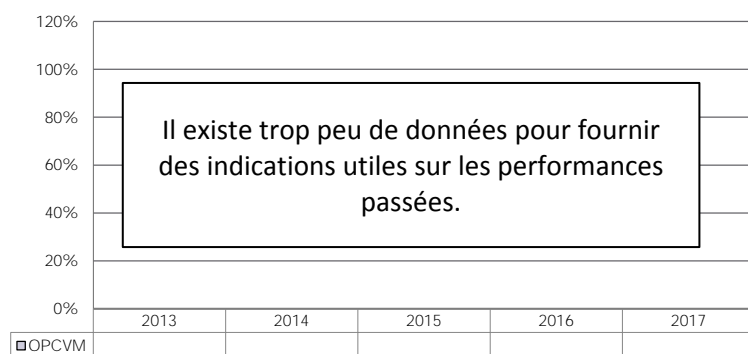 120%
100%
80%
60%
40%
20%
0%
Il existe trop peu de données pour fournir
des indications utiles sur les performances
passées.
2013 2014 2015 2016 2017
OPCVM